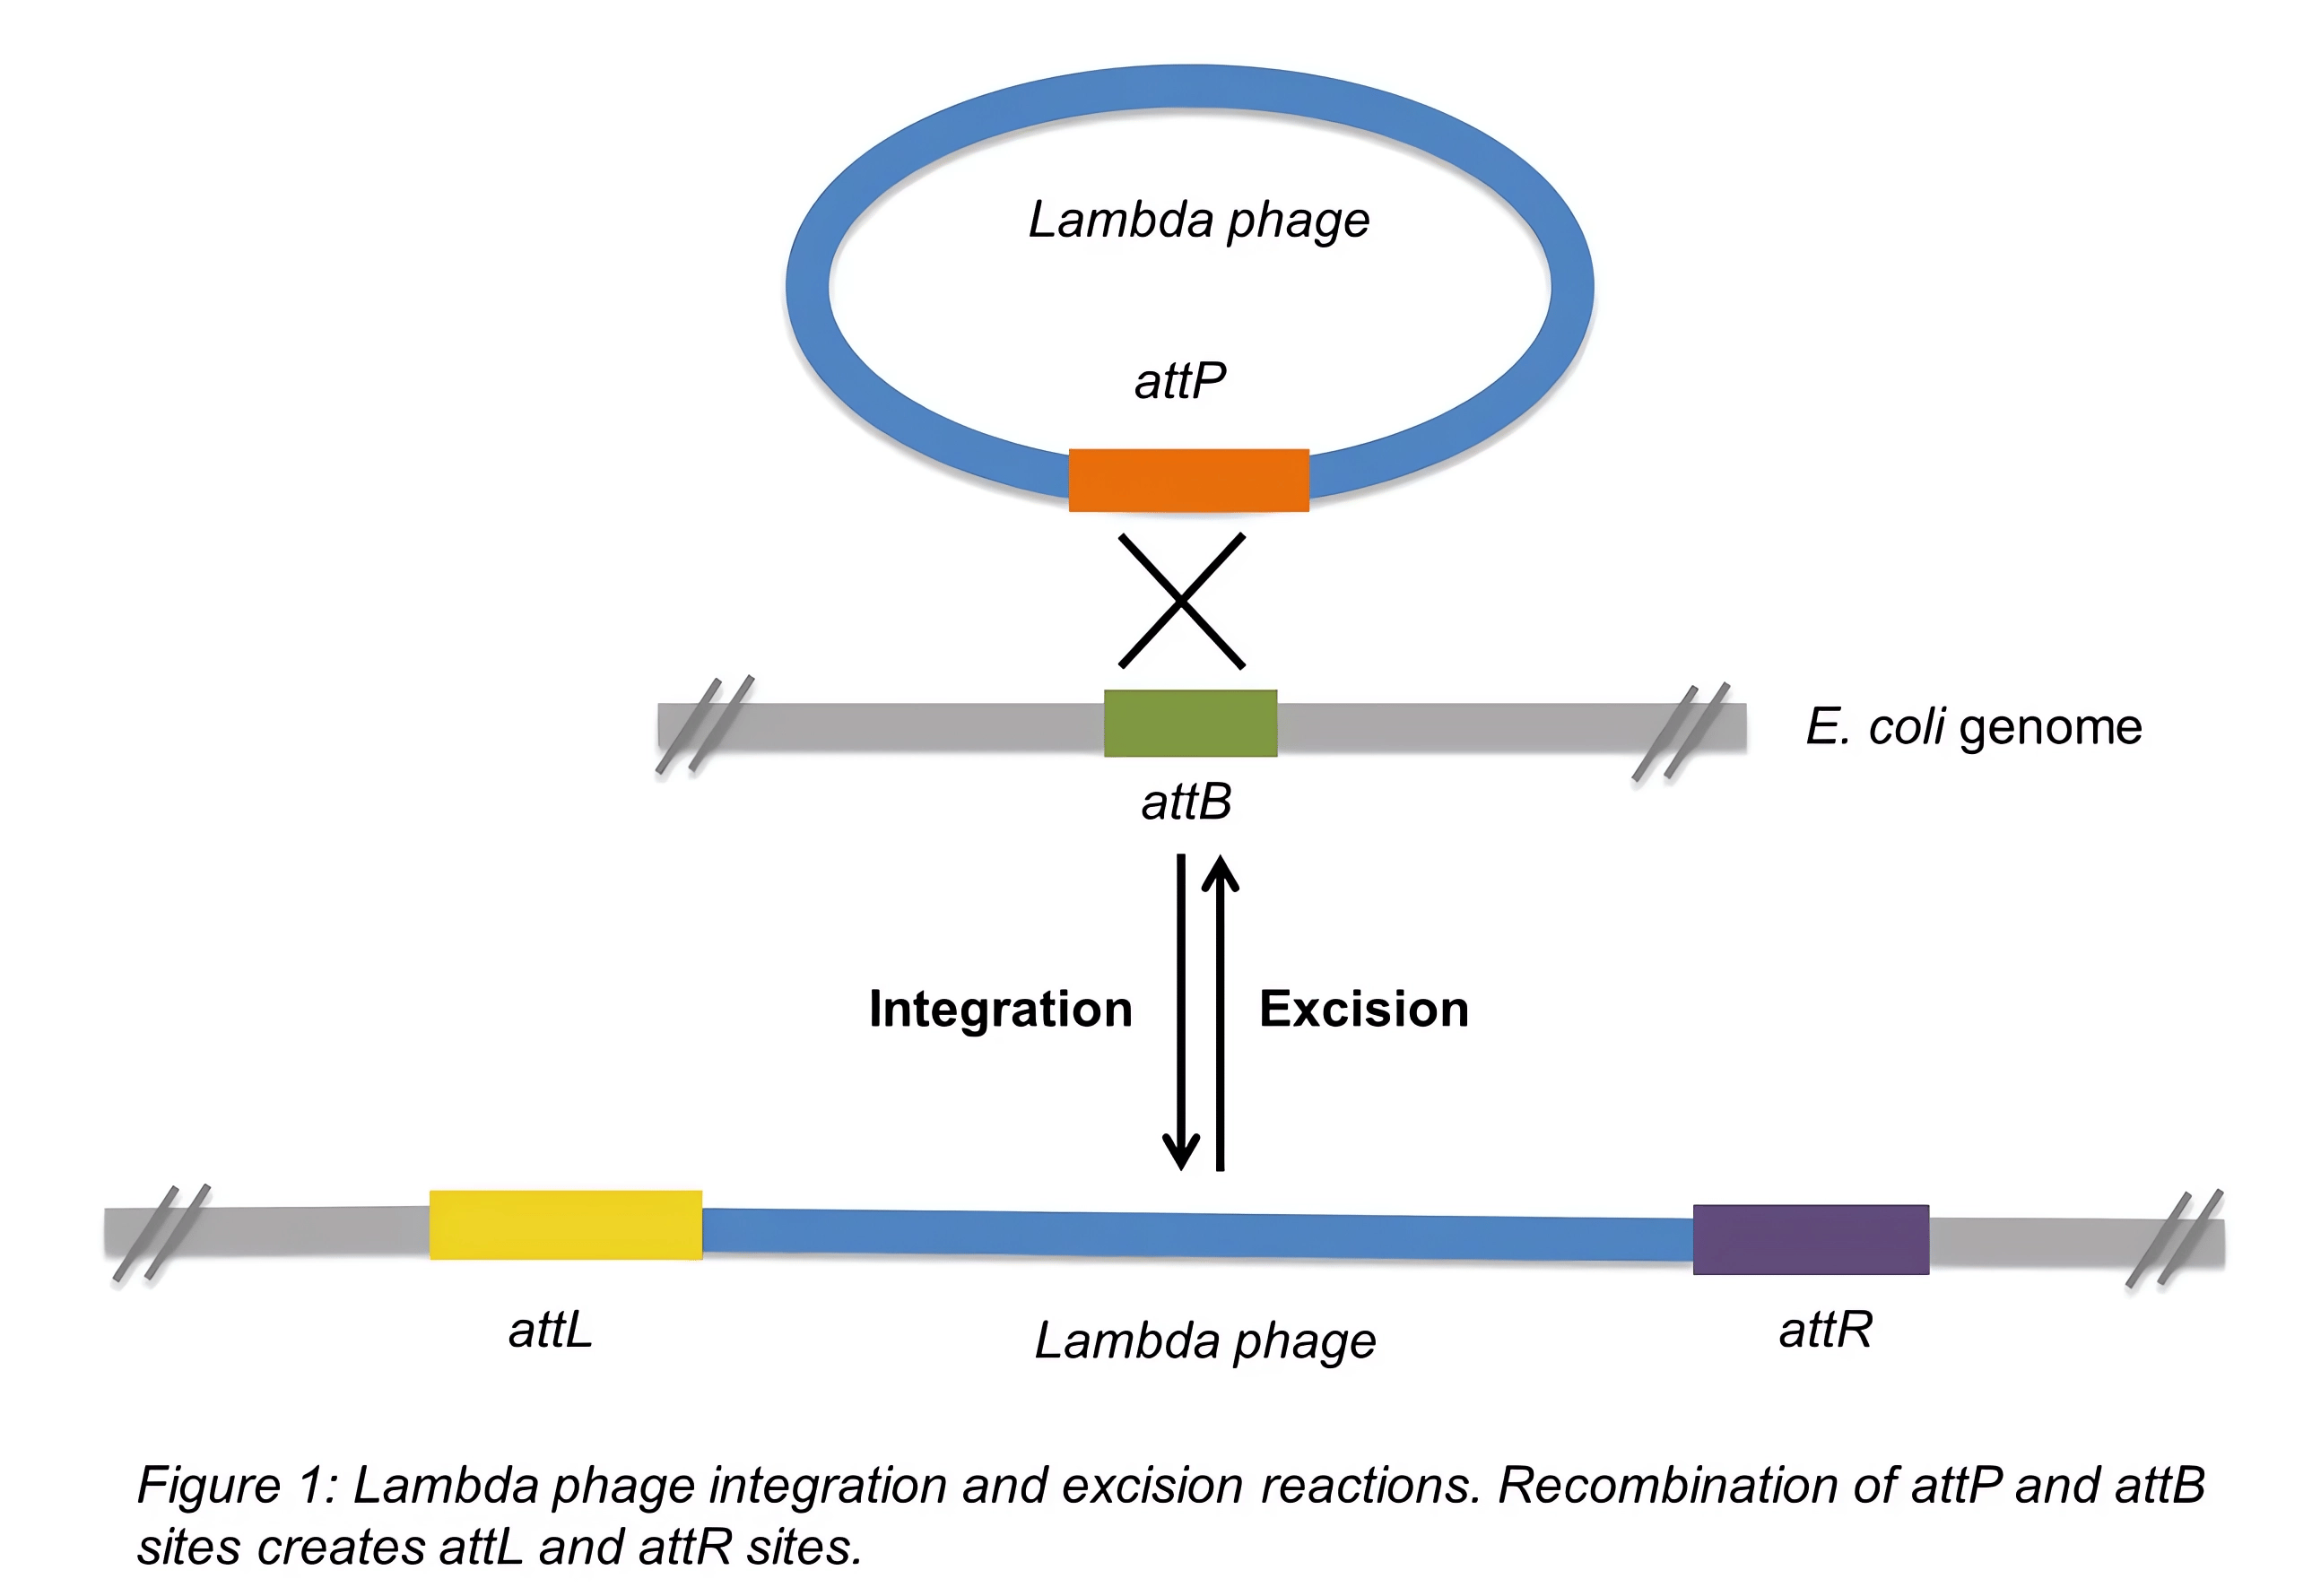 Lambda phage
attP
E. coli genome
attB
Integration
Excision
attL
Lambda phage
attR
Figure 1: Lambda phage integration and excision reactions. Recombination of attP and attB
sites creates attL and attR sites.